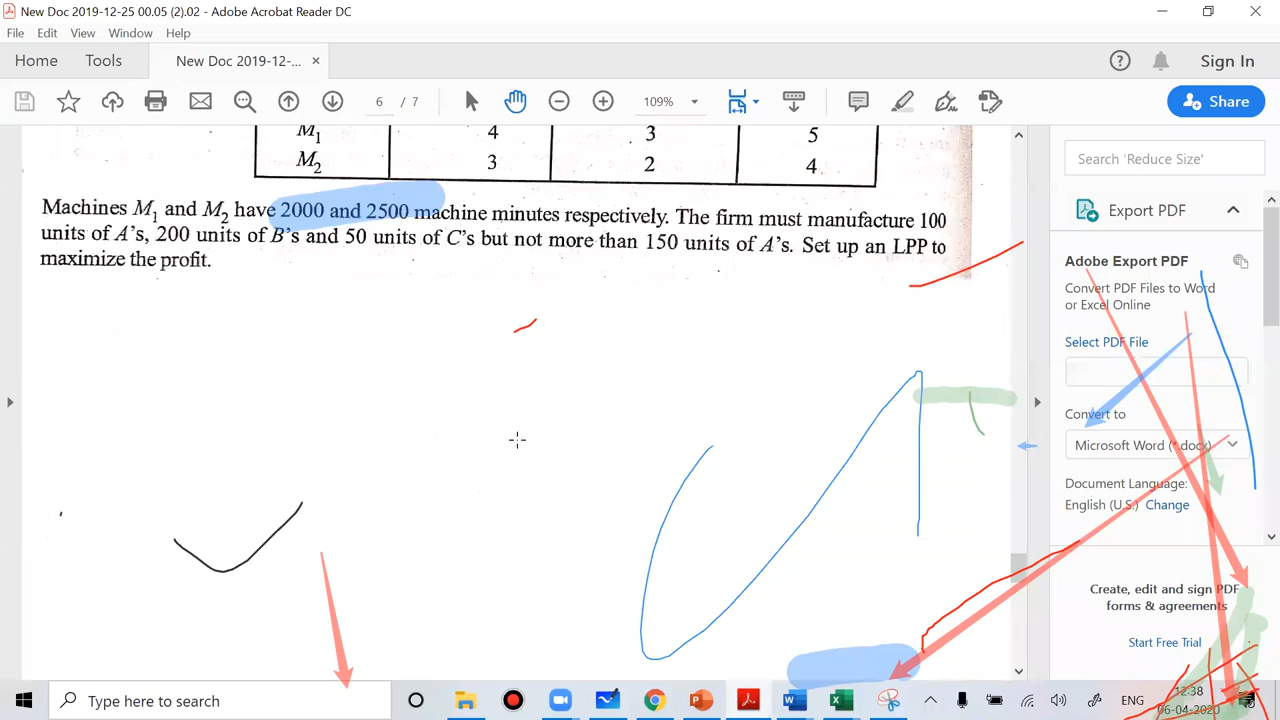 New Doc 2019-12-25 00.05 (2).02 - Adobe Acrobat Reader DC
File Edit View Window Help
Home Tools New Doc 2019-12-... × Sign In
6 / 7 109% Share
M1 4 3 5
M2 3 2 4
Machines M1 and M2 have 2000 and 2500 machine minutes respectively. The firm must manufacture 100
units of A's, 200 units of B's and 50 units of C's but not more than 150 units of A's. Set up an LPP to
maximize the profit.
Search 'Reduce Size'
Export PDF
Adobe Export PDF
Convert PDF Files to Word
or Excel Online
Select PDF File
Convert to
Microsoft Word (*.docx)
Document Language:
English (U.S.) Change
Create, edit and sign PDF
forms & agreements
Start Free Trial
Type here to search
ENG
12:38
06-04-2020